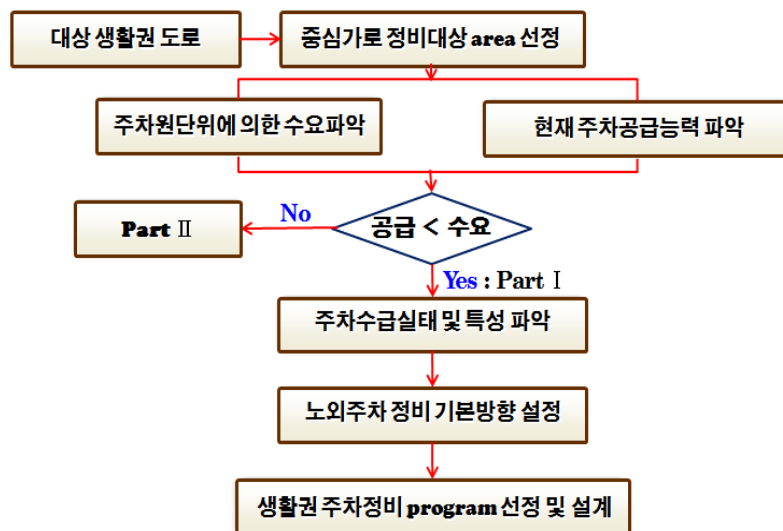 대상 생활권 도로
중심가로 정비대상 area 선정
주차원단위에 의한 수요파악
현재 주차공급능력 파악
공급 < 수요
No
Part Ⅱ
Yes : Part Ⅰ
주차수급실태 및 특성 파악
노외주차 정비 기본방향 설정
생활권 주차정비 program 선정 및 설계